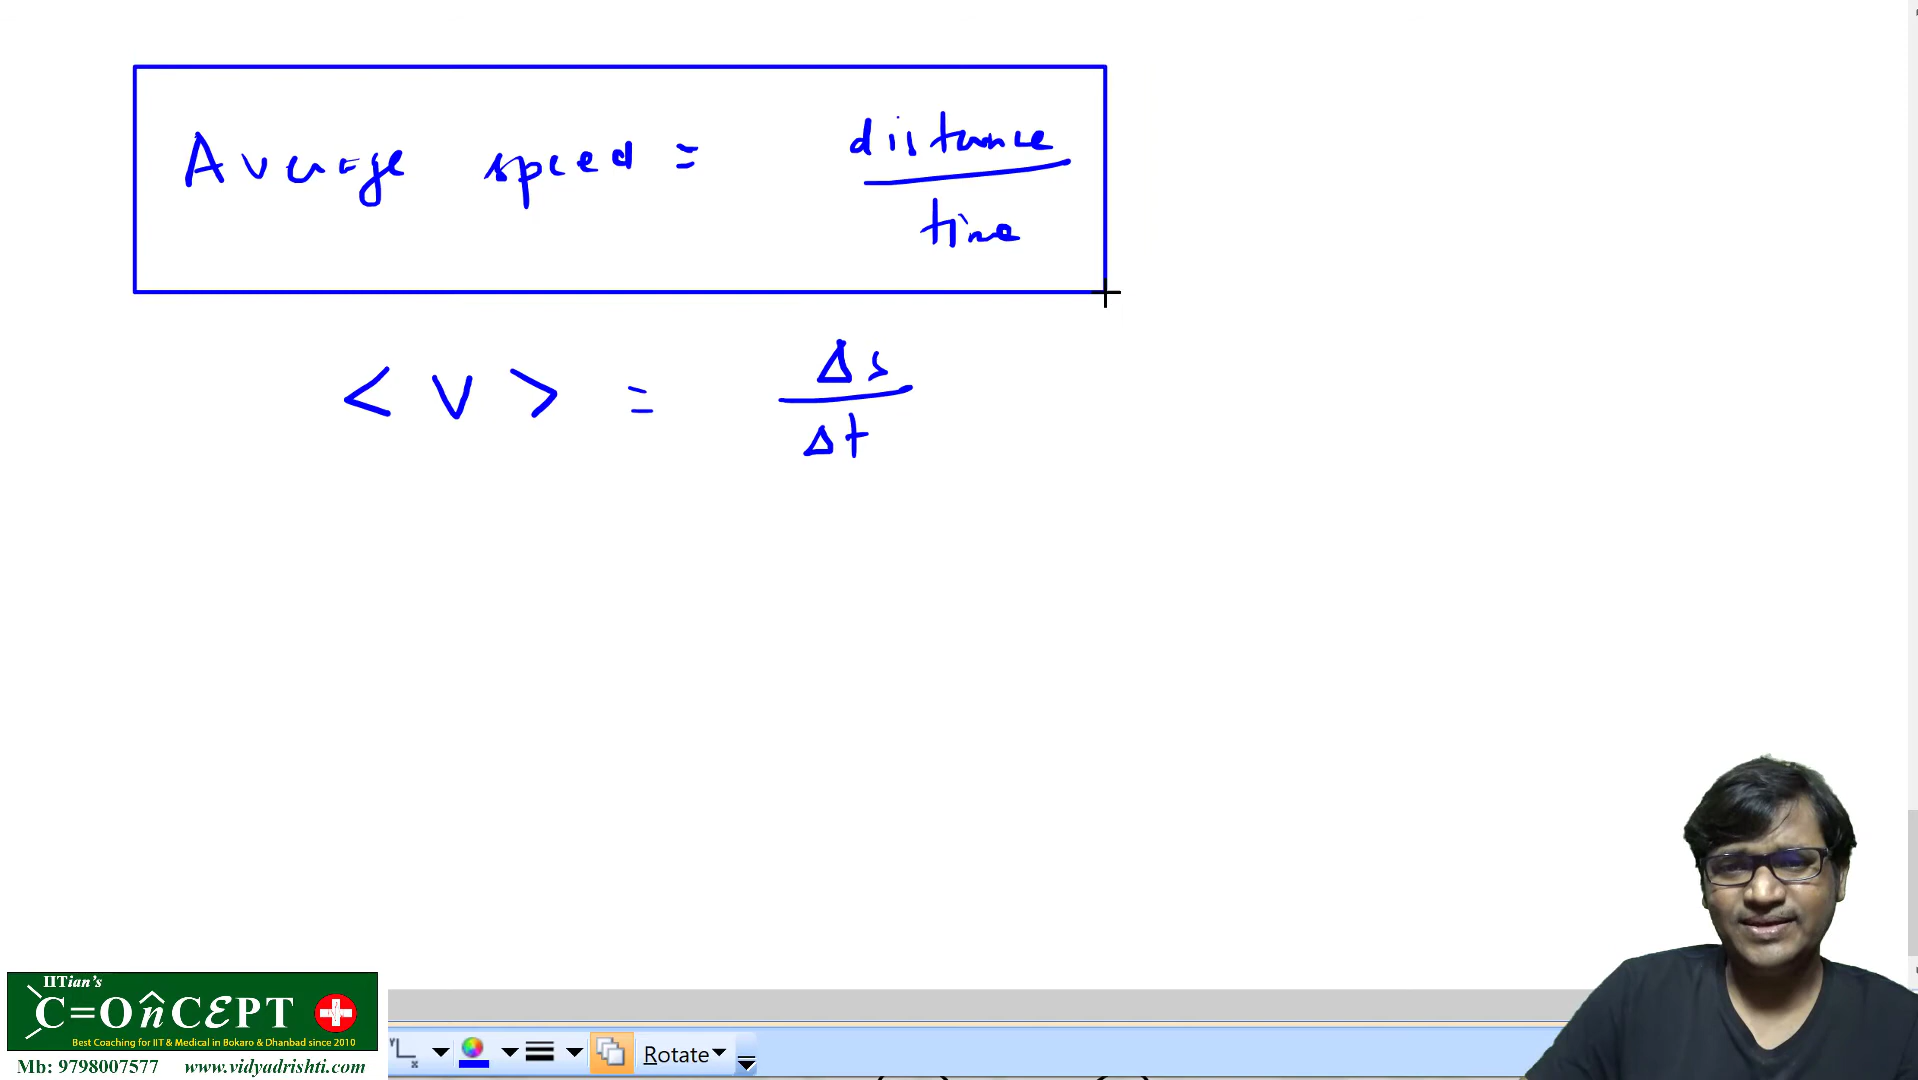 Average speed = distance / time
< v > = Δs / Δt
IITian's
C=OnCEPT
Best Coaching for IIT & Medical in Bokaro & Dhanbad since 2010
Mb: 9798007577 www.vidyadrishti.com
Rotate